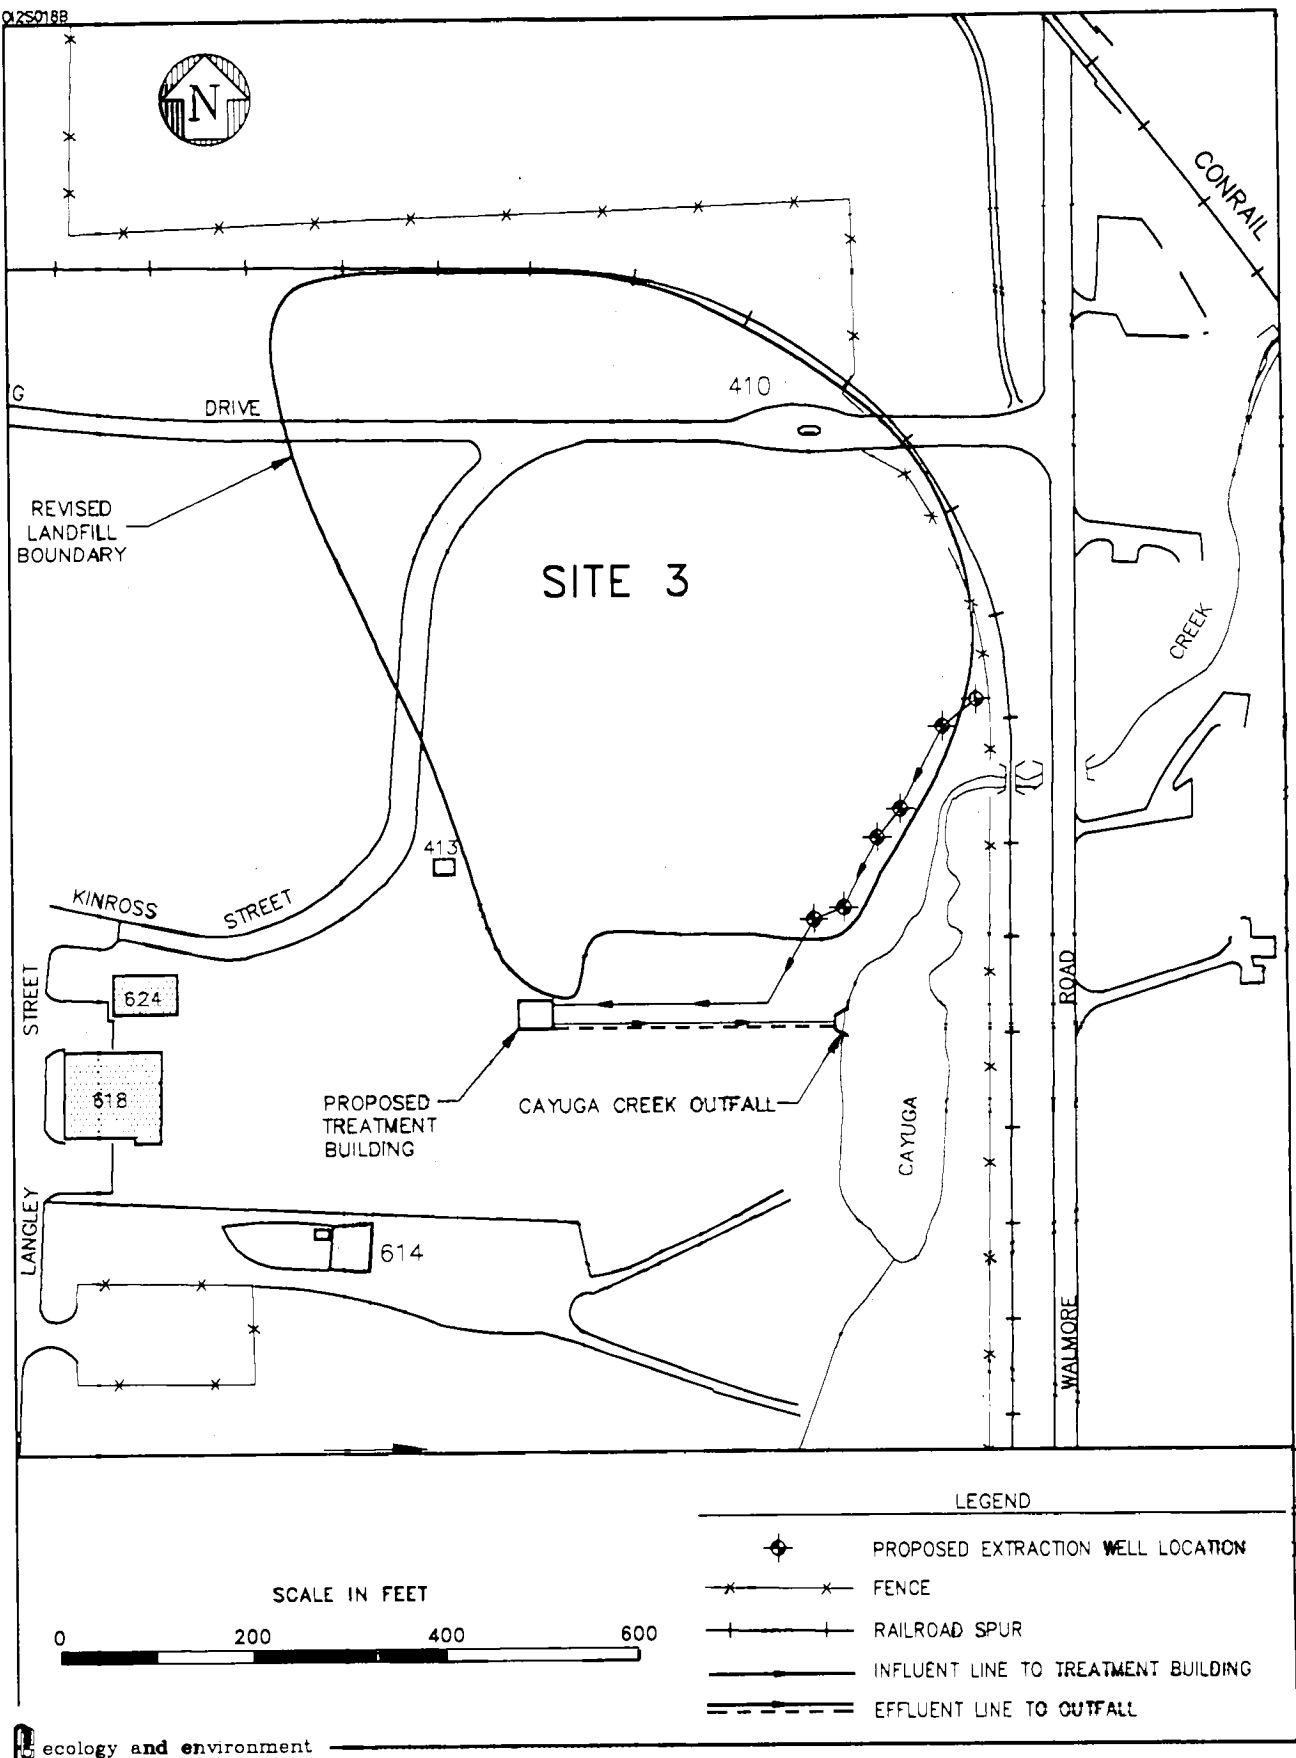 012S018B
N
CONRAIL
G
DRIVE
410
REVISED
LANDFILL
BOUNDARY
SITE 3
CREEK
413
KINROSS
STREET
STREET
624
ROAD
618
PROPOSED
TREATMENT
BUILDING
CAYUGA CREEK OUTFALL
CAYUGA
LANGLEY
614
WALMORE
LEGEND
PROPOSED EXTRACTION WELL LOCATION
FENCE
RAILROAD SPUR
INFLUENT LINE TO TREATMENT BUILDING
EFFLUENT LINE TO OUTFALL
SCALE IN FEET
0 200 400 600
ecology and environment